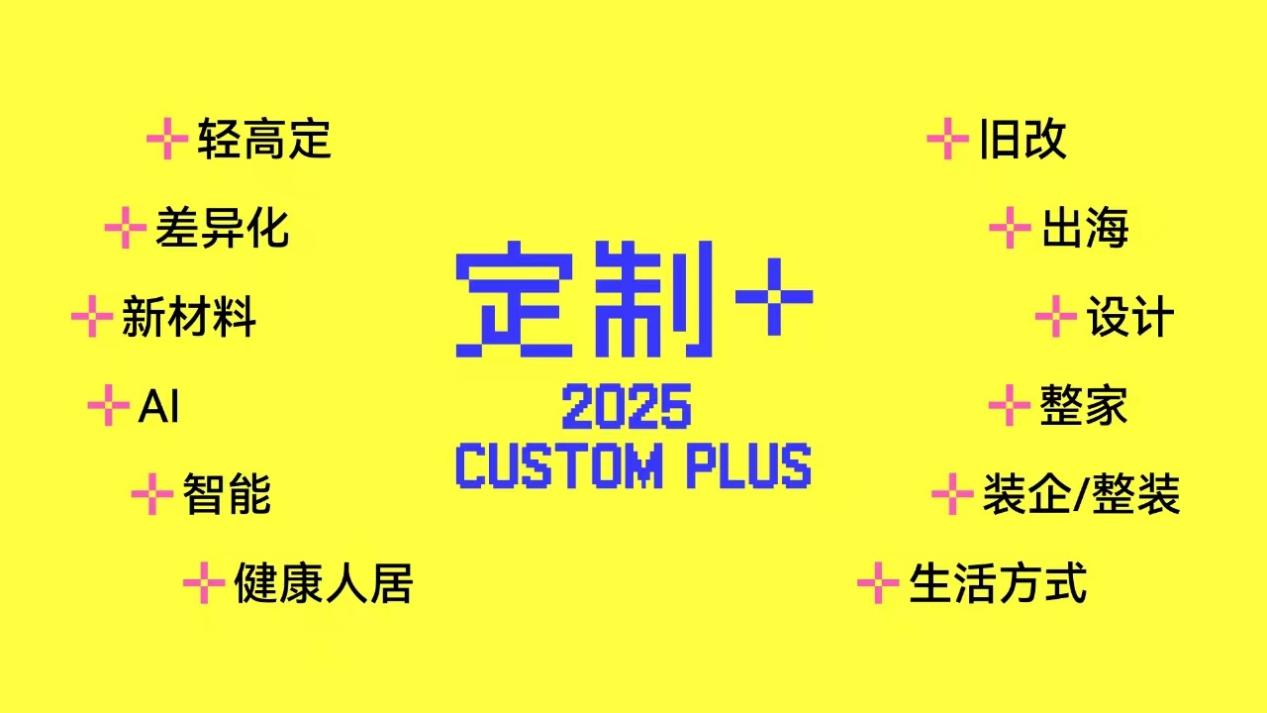 轻高定
差异化
新材料
AI
智能
健康人居
定制+
2025
CUSTOM PLUS
旧改
出海
设计
整家
装企/整装
生活方式